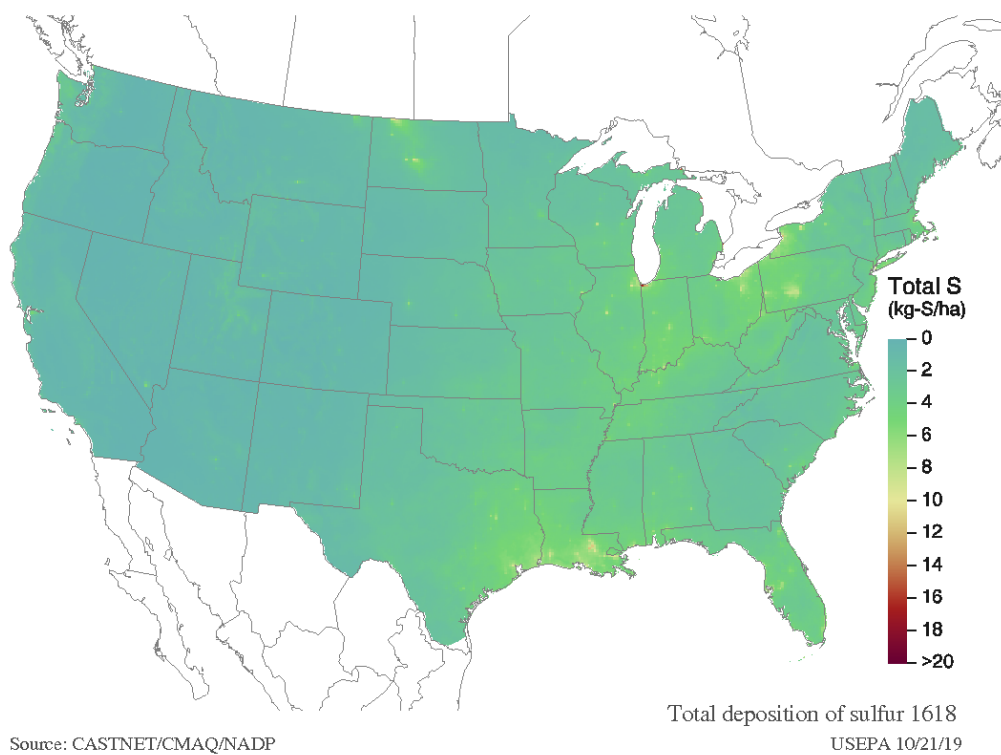 Total S
(kg-S/ha)
0
2
4
6
8
10
12
14
16
18
>20
Total deposition of sulfur 1618
Source: CASTNET/CMAQ/NADP
USEPA 10/21/19